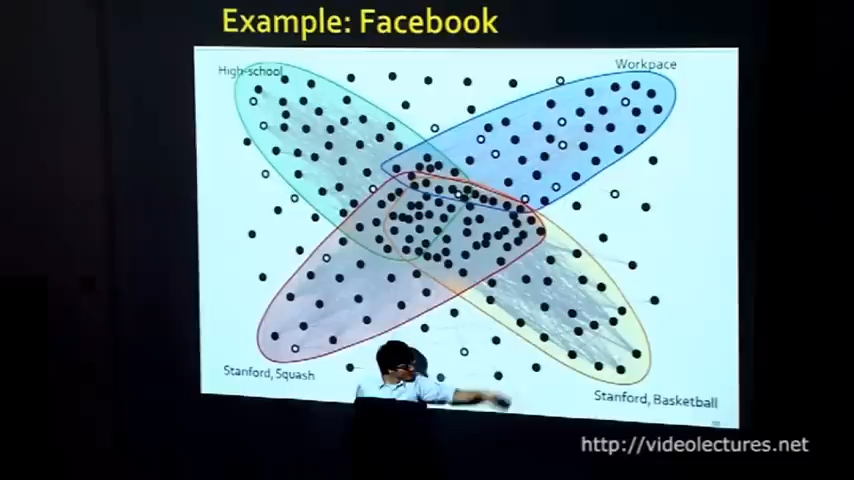 Example: Facebook
High-school
Workpace
Stanford, Squash
Stanford, Basketball
http://videolectures.net